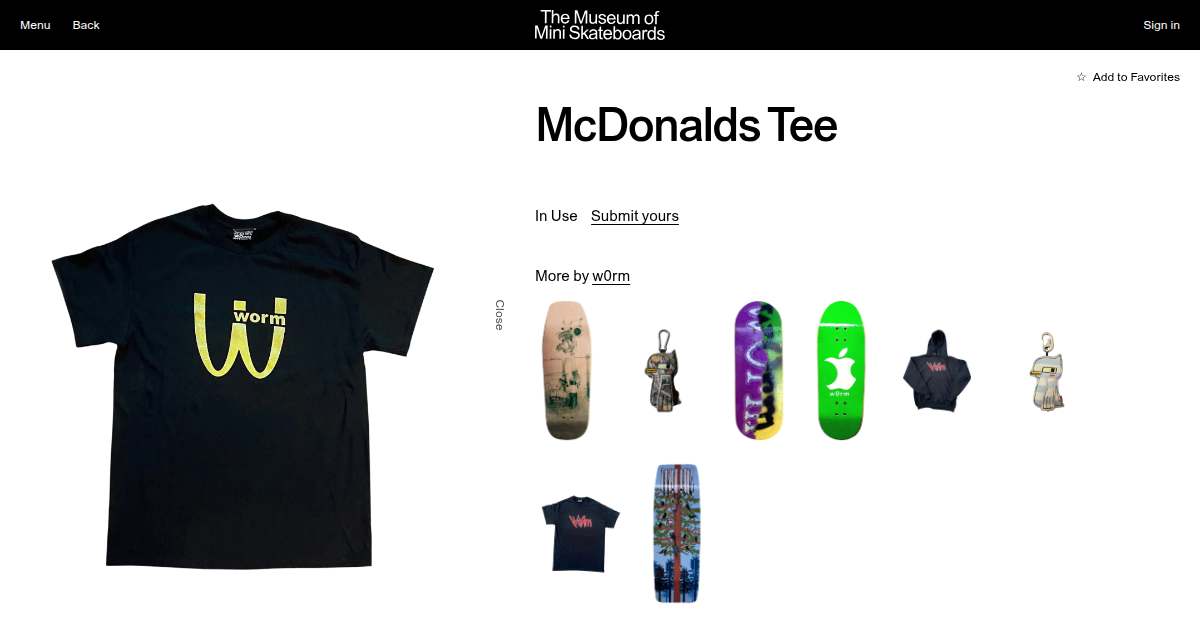 Menu
Back
The Museum of
Mini Skateboards
Sign in
☆ Add to Favorites
McDonalds Tee
In Use
Submit yours
More by w0rm
Close
worm
w0rm